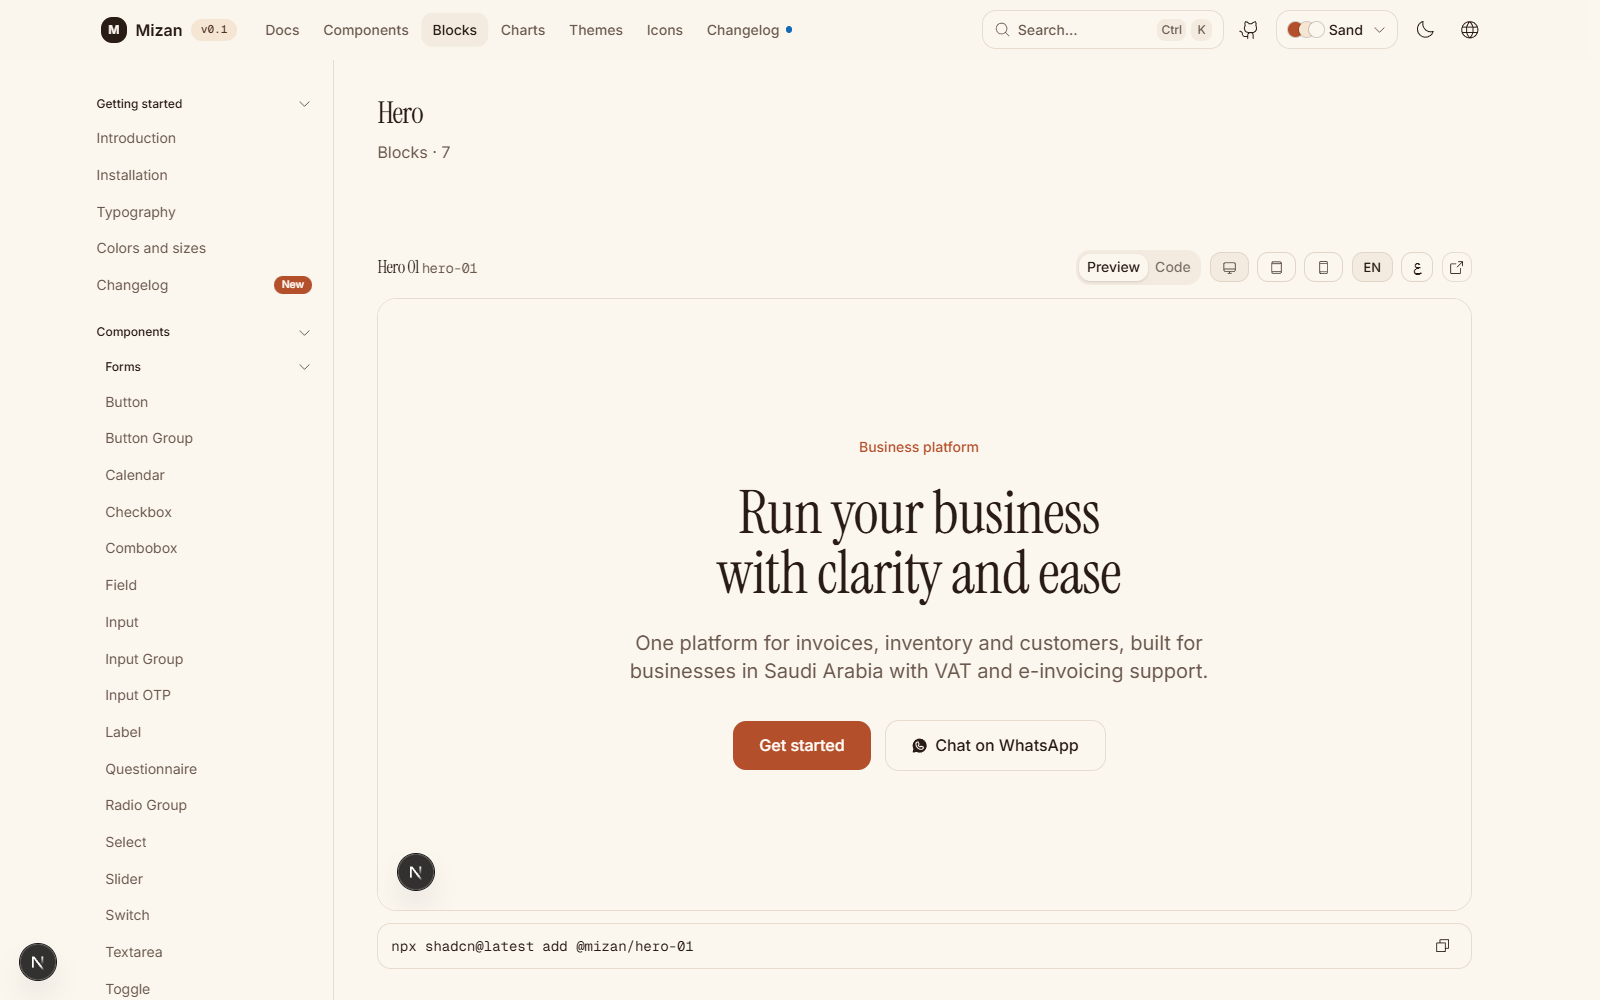 M Mizan v0.1 Docs Components Blocks Charts Themes Icons Changelog Search... Ctrl K Sand
Getting started
Introduction
Installation
Typography
Colors and sizes
Changelog New
Components
Forms
Button
Button Group
Calendar
Checkbox
Combobox
Field
Input
Input Group
Input OTP
Label
Questionnaire
Radio Group
Select
Slider
Switch
Textarea
Toggle
N
Hero
Blocks · 7
Hero 01 hero-01 Preview Code EN ع
Business platform
Run your business
with clarity and ease
One platform for invoices, inventory and customers, built for
businesses in Saudi Arabia with VAT and e-invoicing support.
Get started Chat on WhatsApp
N
npx shadcn@latest add @mizan/hero-01